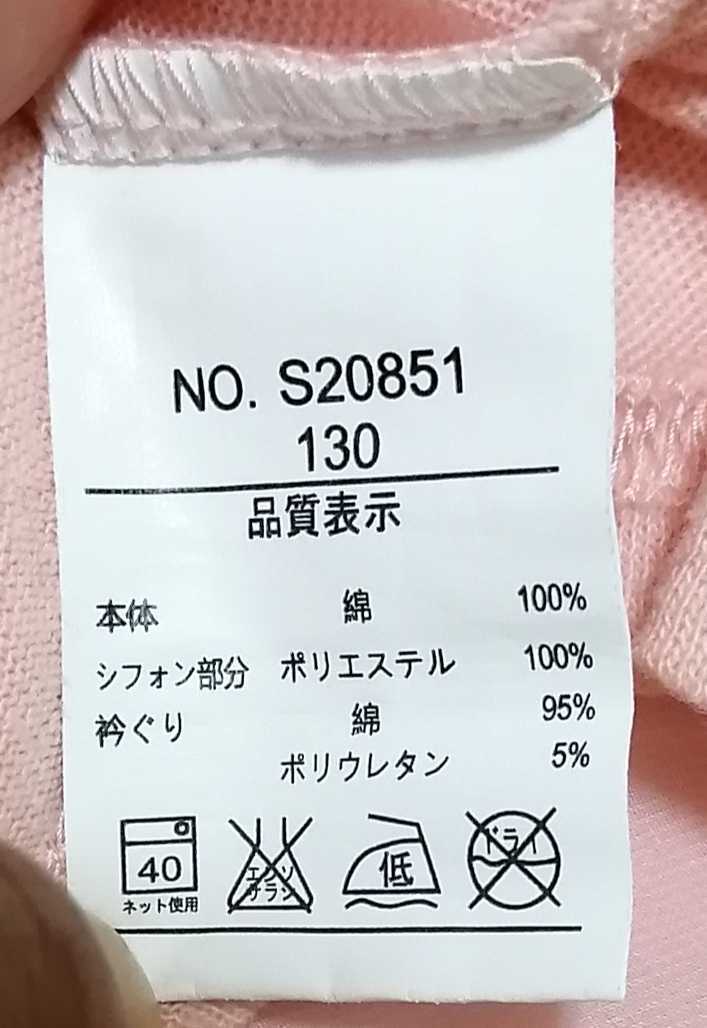 NO. S20851
130
品質表示
本体 綿 100%
シフォン部分 ポリエステル 100%
衿ぐり 綿 95%
ポリウレタン 5%
40 エンソ 低 ドライ
サラシ
ネット使用